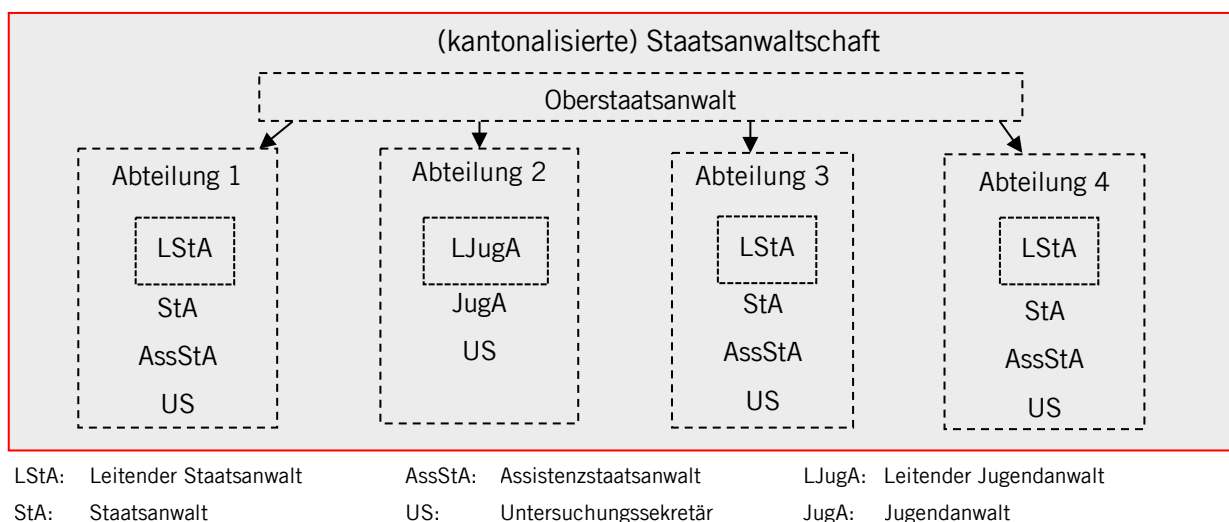 (kantonalisierte) Staatsanwaltschaft
Oberstaatsanwalt
Abteilung 1
LStA
StA
AssStA
US
Abteilung 2
LJugA
JugA
US
Abteilung 3
LStA
StA
AssStA
US
Abteilung 4
LStA
StA
AssStA
US
LStA: Leitender Staatsanwalt AssStA: Assistenzstaatsanwalt LJugA: Leitender Jugendanwalt
StA: Staatsanwalt US: Untersuchungssekretär JugA: Jugendanwalt